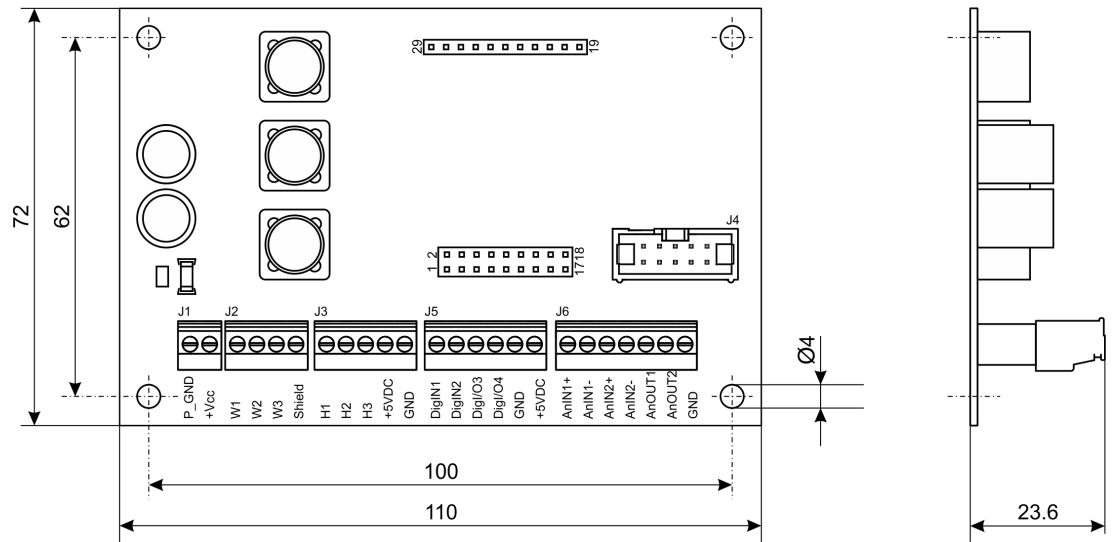 29 19
J4
1 2 17 18
72
62
J1 J2 J3 J5 J6
P_GND
+Vcc
W1
W2
W3
Shield
H1
H2
H3
+5VDC
GND
DigIN1
DigIN2
DigI/O3
DigI/O4
GND
+5VDC
AnIN1+
AnIN1-
AnIN2+
AnIN2-
AnOUT1
AnOUT2
GND
Ø4
100
110
23.6